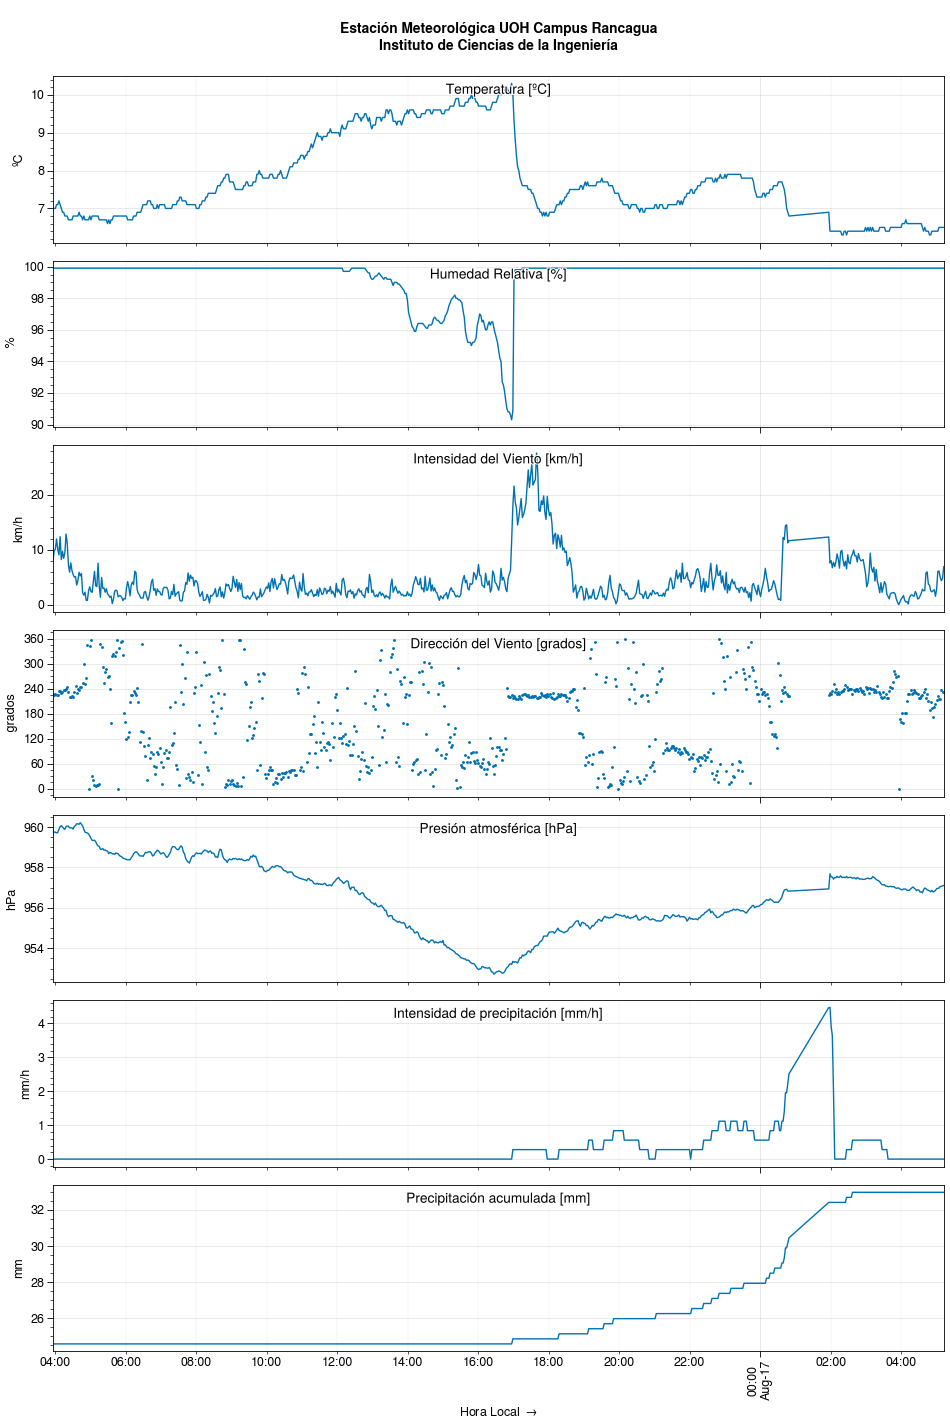 Estación Meteorológica UOH Campus Rancagua
Instituto de Ciencias de la Ingeniería
Temperatura [ºC]
10
9
8
7
ºC
Humedad Relativa [%]
100
98
96
94
92
90
%
Intensidad del Viento [km/h]
20
10
0
km/h
Dirección del Viento [grados]
360
300
240
180
120
60
0
grados
Presión atmosférica [hPa]
960
958
956
954
hPa
Intensidad de precipitación [mm/h]
4
3
2
1
0
mm/h
Precipitación acumulada [mm]
32
30
28
26
mm
04:00 06:00 08:00 10:00 12:00 14:00 16:00 18:00 20:00 22:00 00:00 02:00 04:00
Aug-17
Hora Local →